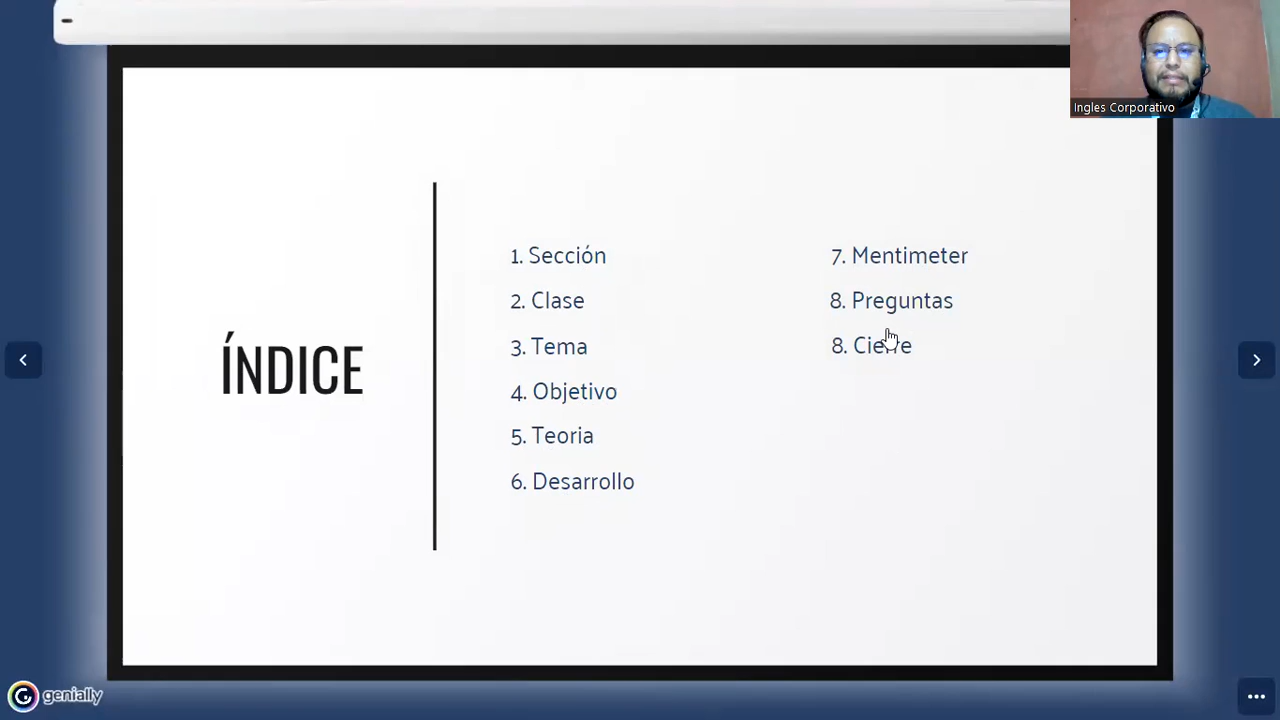 Ingles Corporativo
ÍNDICE
1. Sección
2. Clase
3. Tema
4. Objetivo
5. Teoria
6. Desarrollo
7. Mentimeter
8. Preguntas
8. Cierre
genially